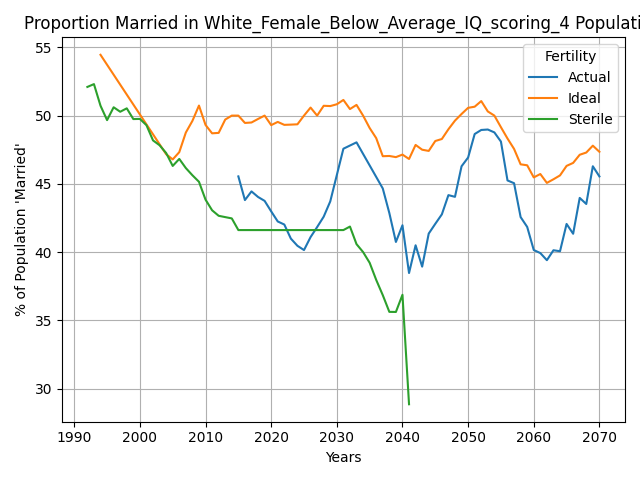 Proportion Married in White_Female_Below_Average_IQ_scoring_4 Populati
55
50
45
40
35
30
% of Population 'Married'
Fertility
Actual
Ideal
Sterile
1990 2000 2010 2020 2030 2040 2050 2060 2070
Years